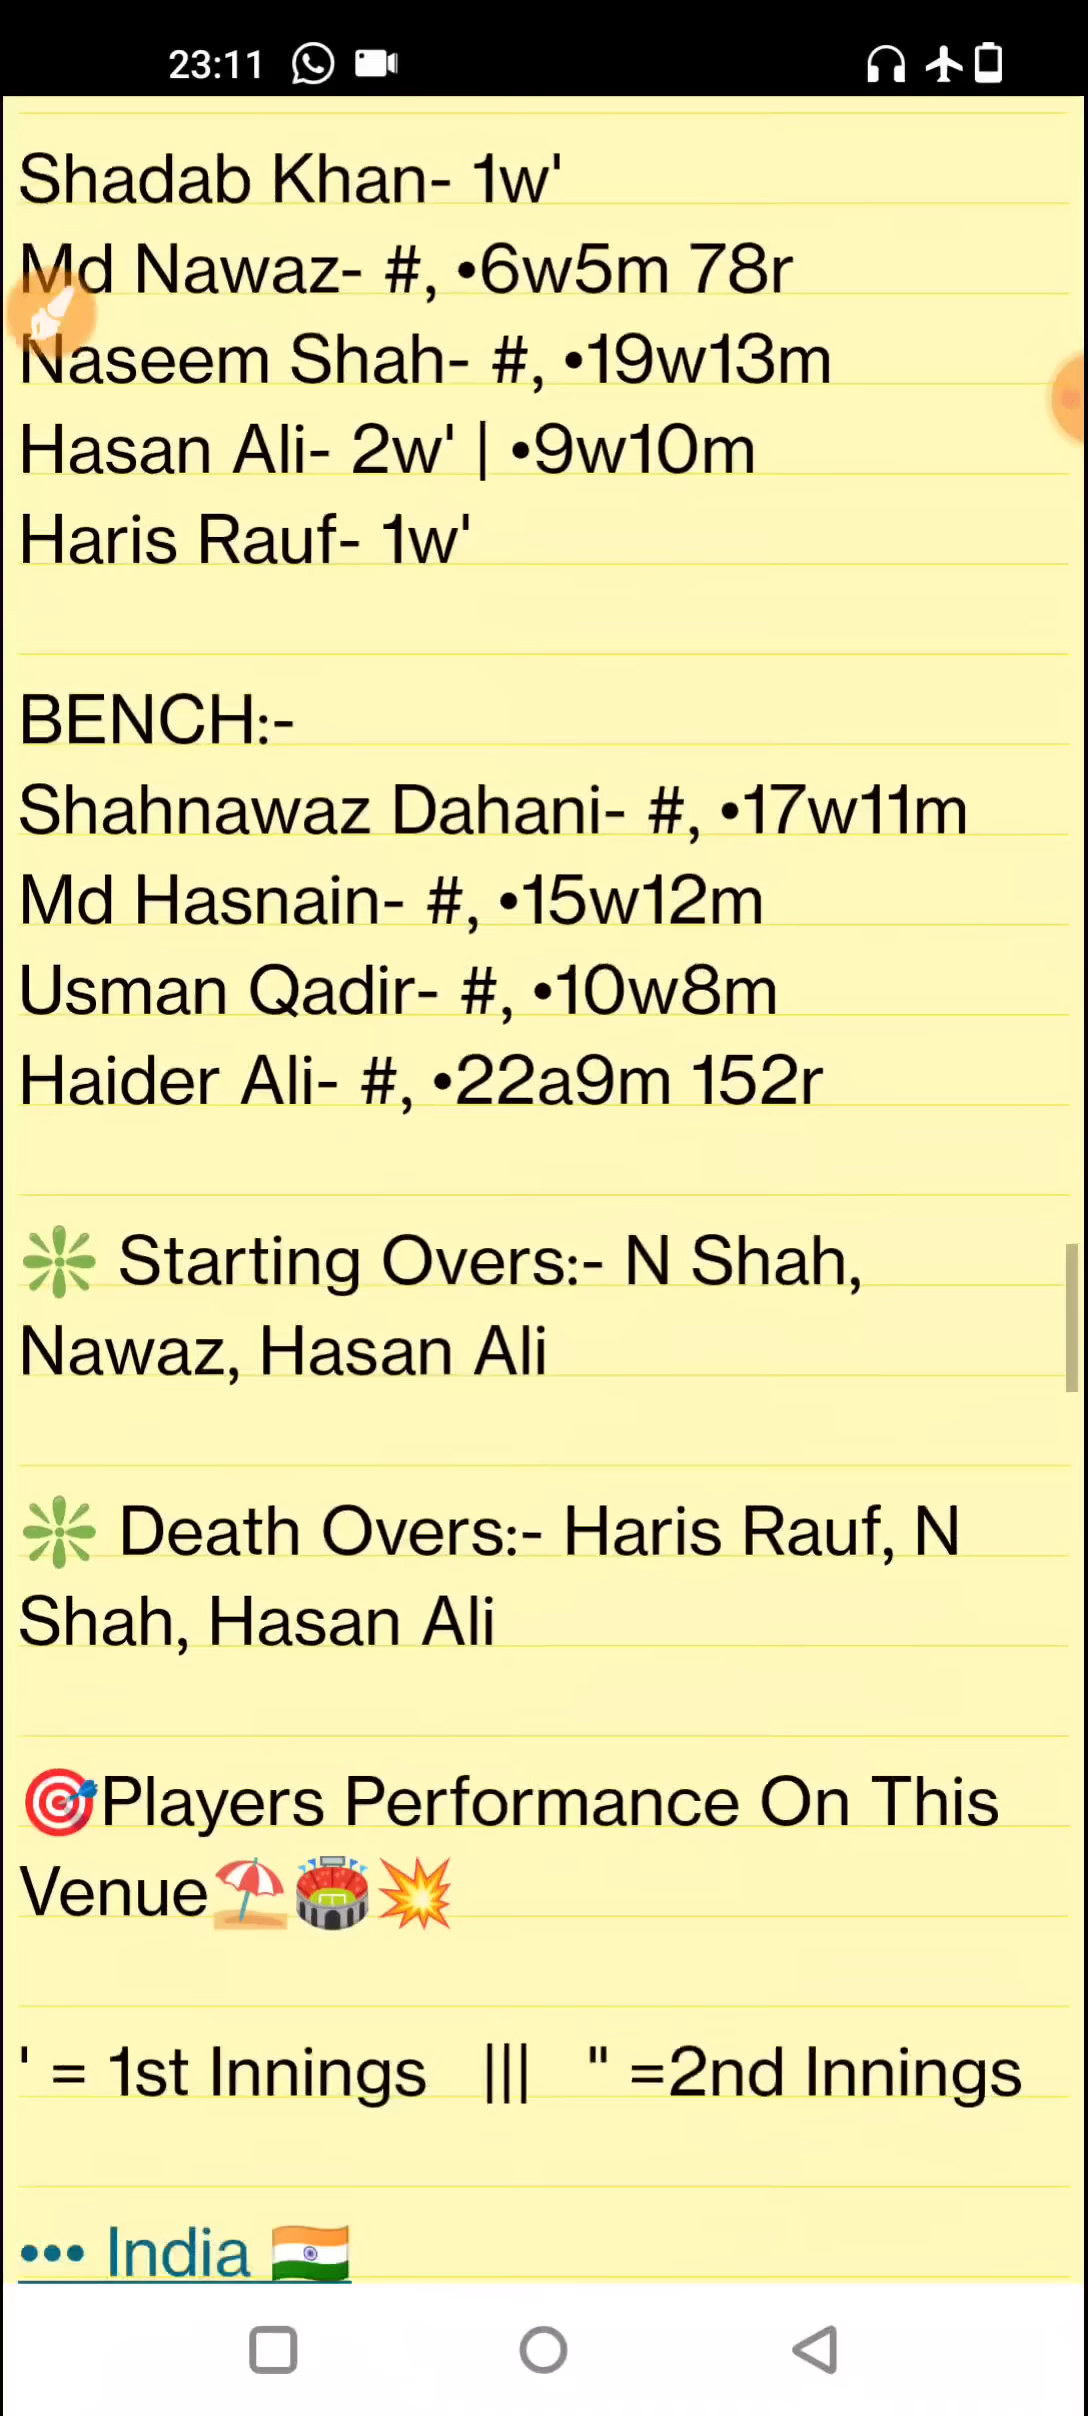 23:11
Shadab Khan- 1w'
Md Nawaz- #, •6w5m 78r
Naseem Shah- #, •19w13m
Hasan Ali- 2w' | •9w10m
Haris Rauf- 1w'
BENCH:-
Shahnawaz Dahani- #, •17w11m
Md Hasnain- #, •15w12m
Usman Qadir- #, •10w8m
Haider Ali- #, •22a9m 152r
❇️ Starting Overs:- N Shah,
Nawaz, Hasan Ali
❇️ Death Overs:- Haris Rauf, N
Shah, Hasan Ali
🎯Players Performance On This
Venue⛱️🏟️💥
' = 1st Innings ||| " =2nd Innings
••• India 🇮🇳